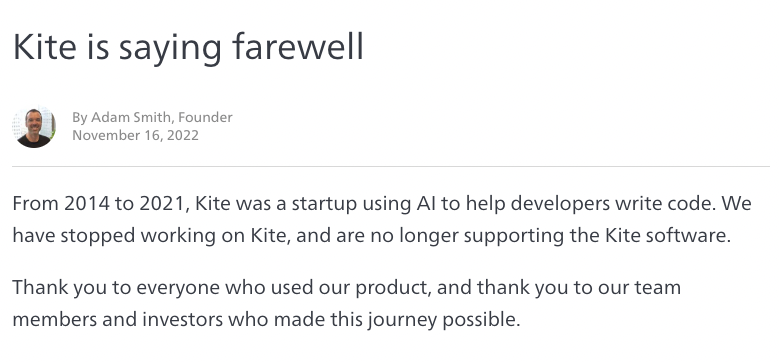 Kite is saying farewell
By Adam Smith, Founder
November 16, 2022
From 2014 to 2021, Kite was a startup using AI to help developers write code. We
have stopped working on Kite, and are no longer supporting the Kite software.
Thank you to everyone who used our product, and thank you to our team
members and investors who made this journey possible.